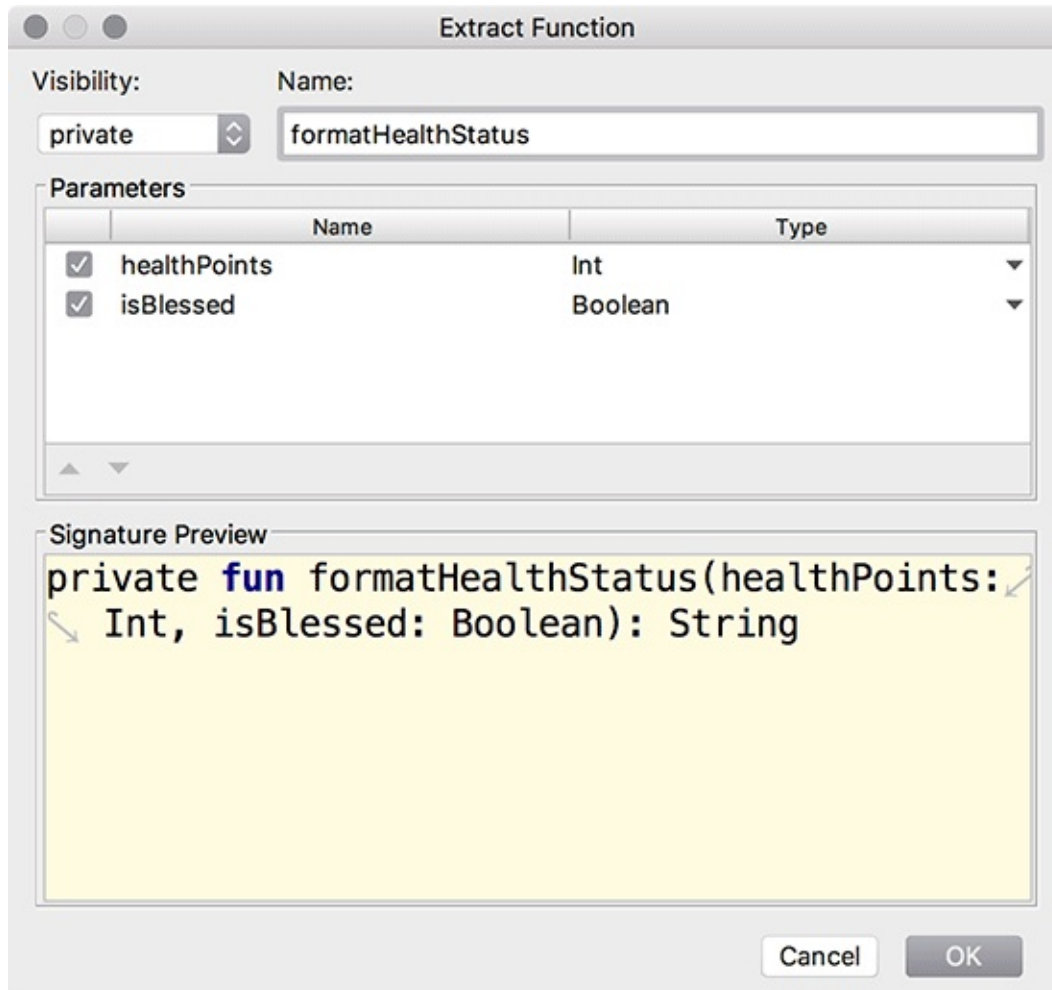 Extract Function
Visibility: Name:
private formatHealthStatus
Parameters
Name Type
healthPoints Int
isBlessed Boolean
Signature Preview
private fun formatHealthStatus(healthPoints:
Int, isBlessed: Boolean): String
Cancel OK